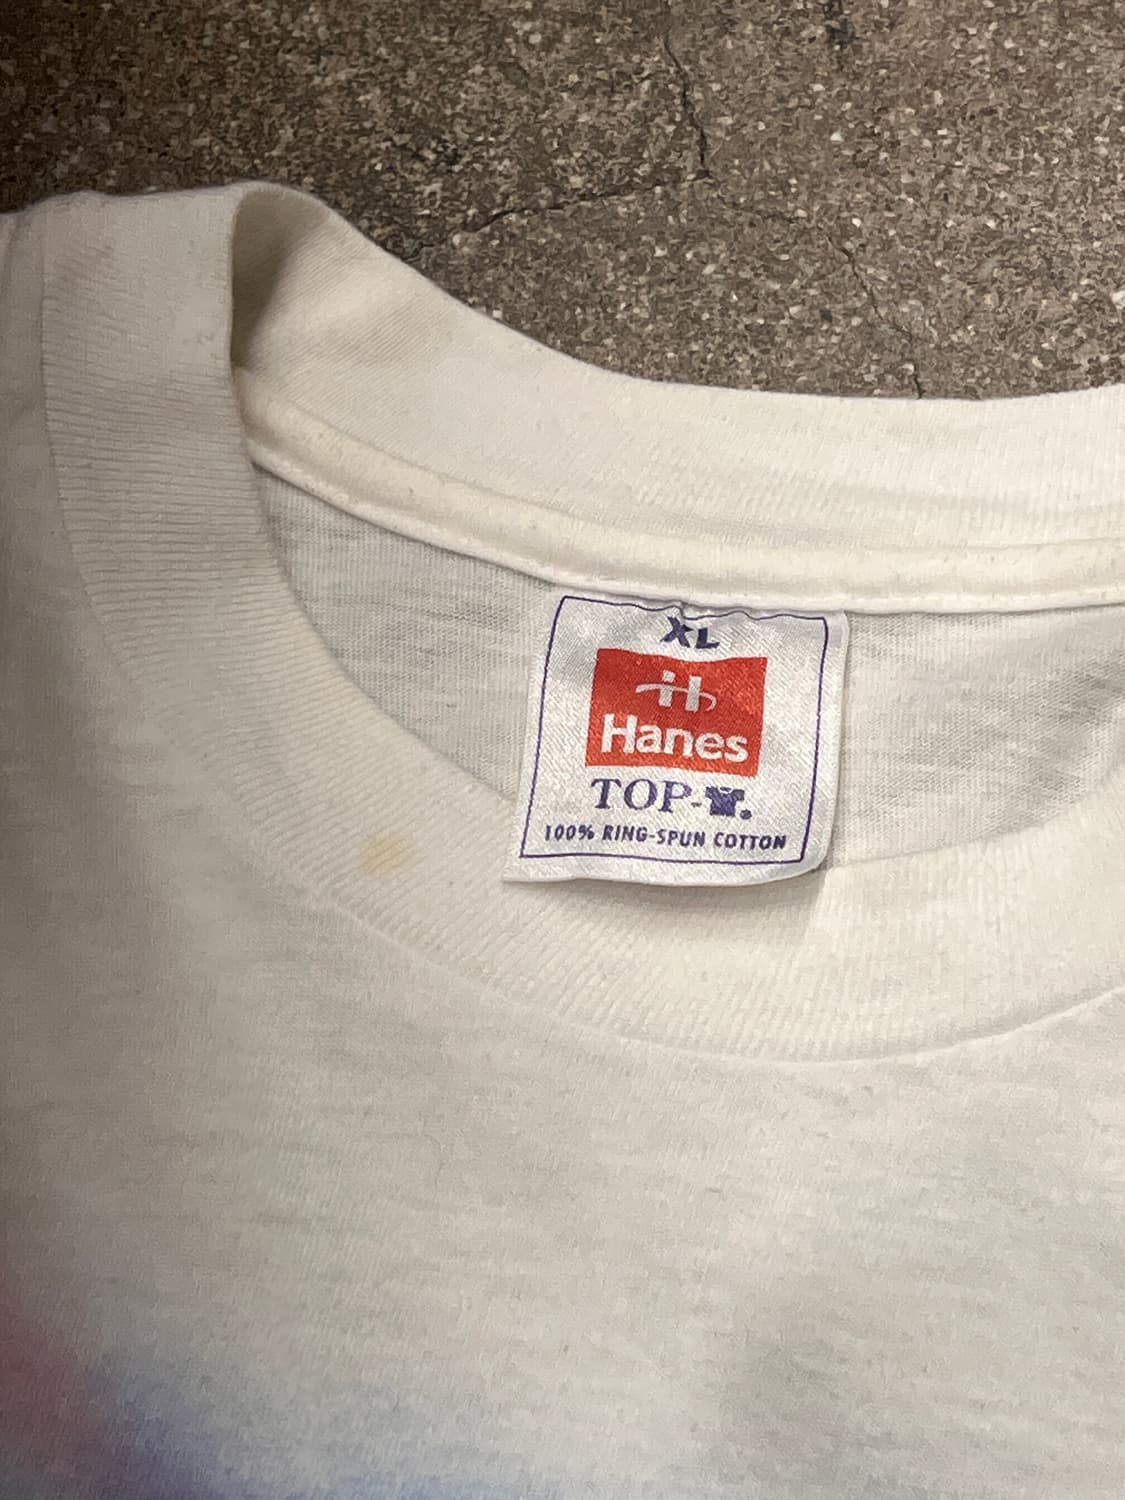 XL
Hanes
TOP-
100% RING-SPUN COTTON